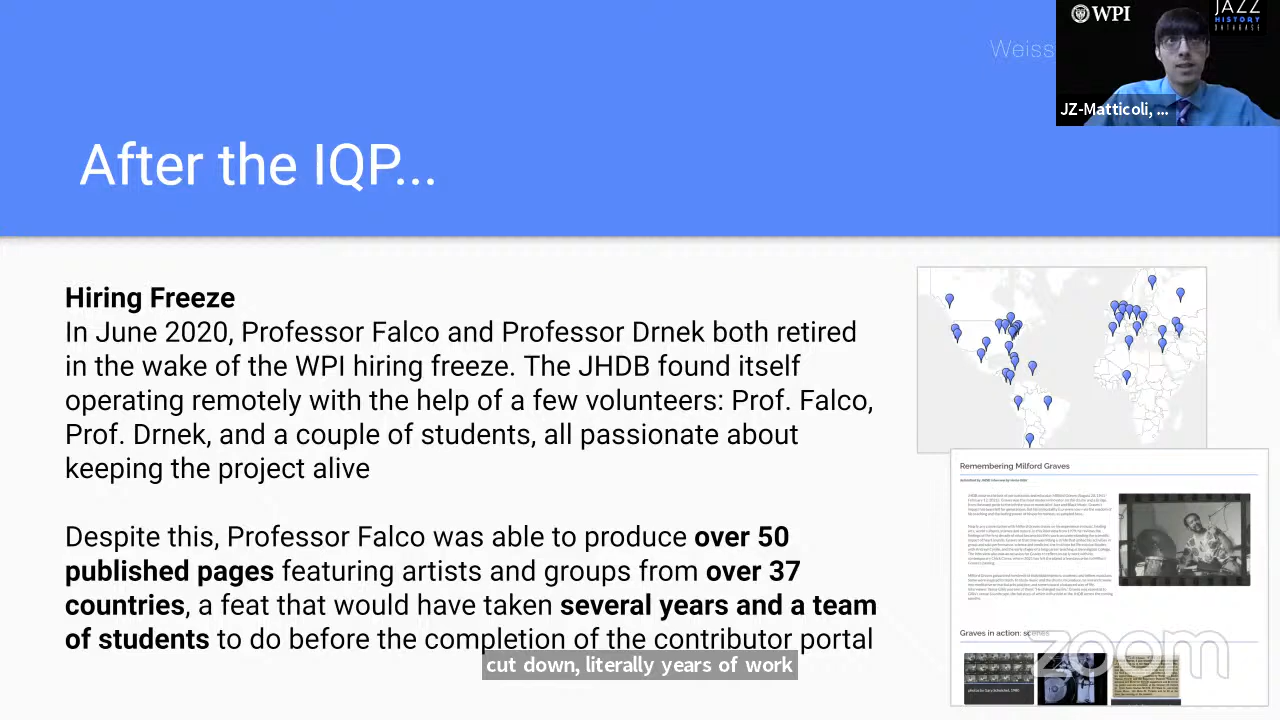 WPI
JAZZ
HISTORY
DATABASE
Weiss
JZ-Matticoli, ...
After the IQP...
Hiring Freeze
In June 2020, Professor Falco and Professor Drnek both retired
in the wake of the WPI hiring freeze. The JHDB found itself
operating remotely with the help of a few volunteers: Prof. Falco,
Prof. Drnek, and a couple of students, all passionate about
keeping the project alive
Despite this, Professor Falco was able to produce over 50
published pages featuring artists and groups from over 37
countries, a feat that would have taken several years and a team
of students to do before the completion of the contributor portal
cut down, literally years of work
Remembering Milford Graves
Graves in action: scenes
zoom